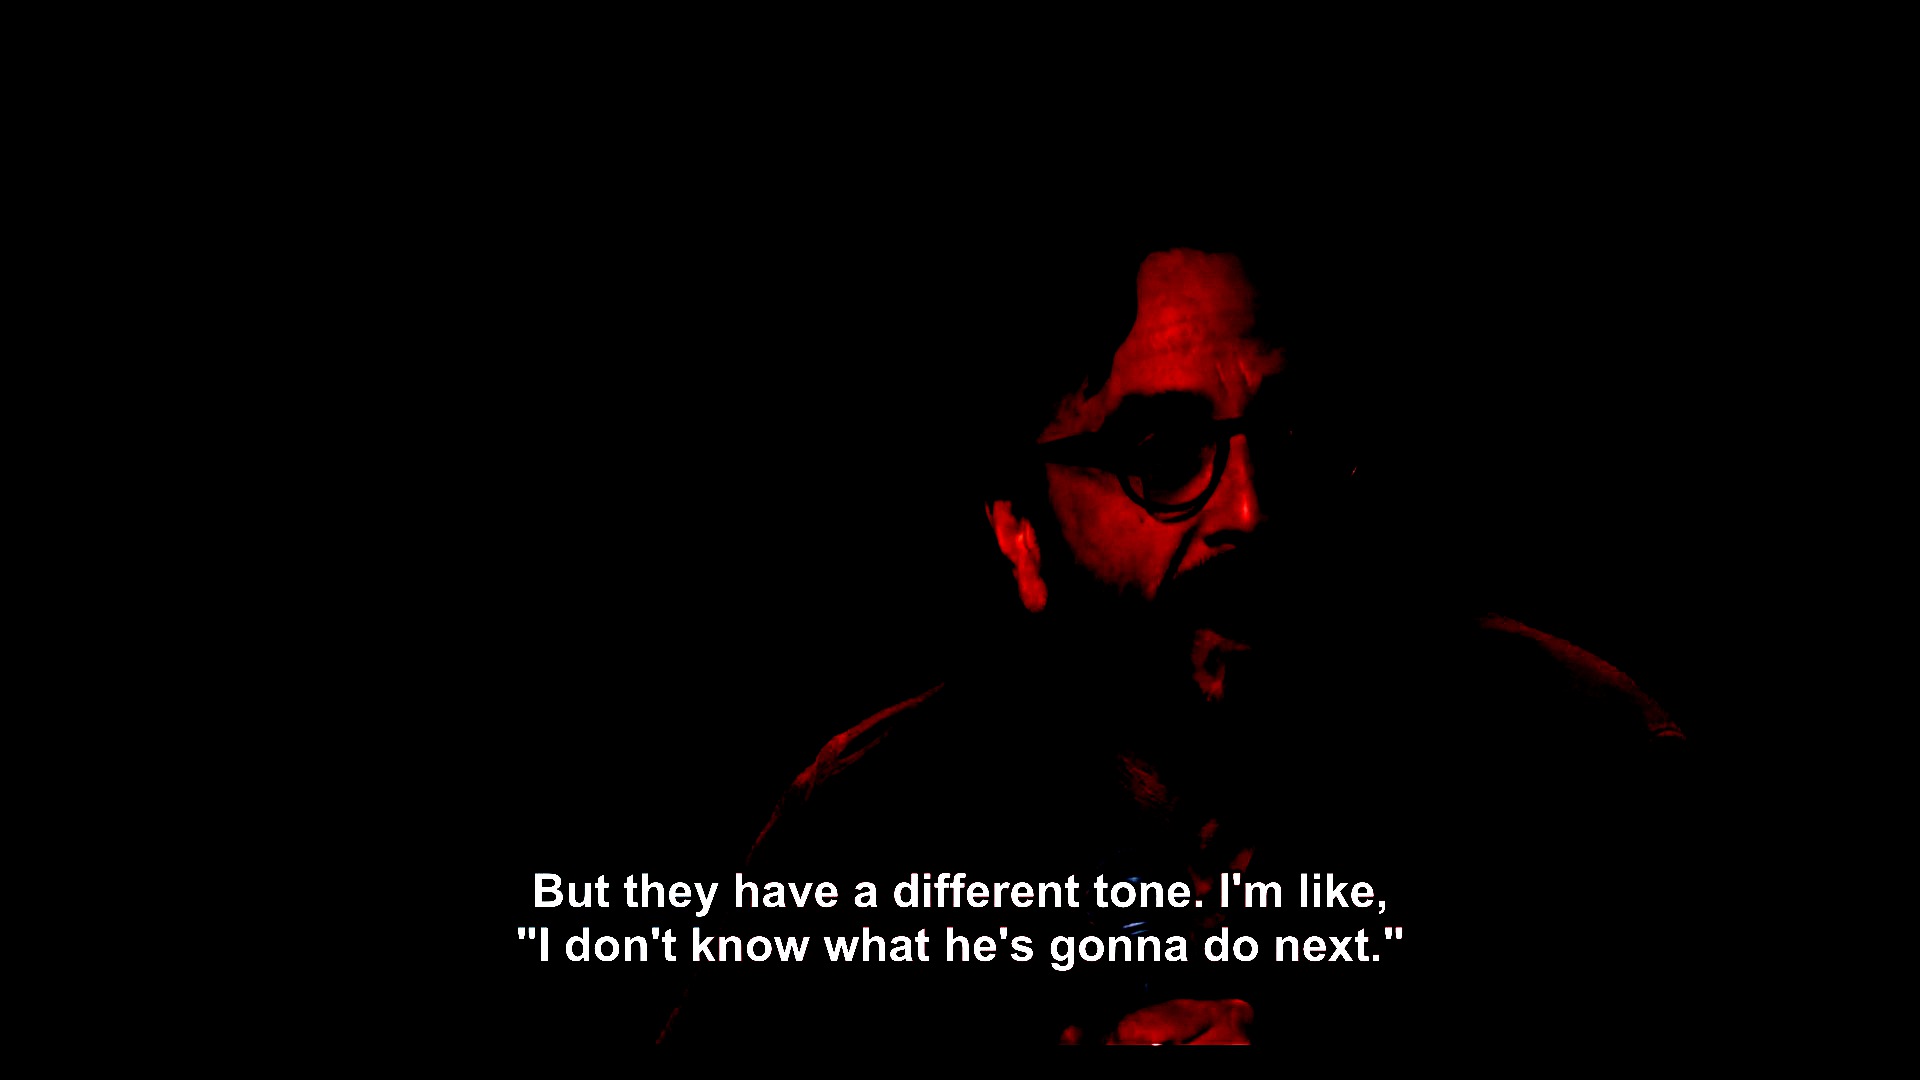 But they have a different tone. I'm like,
"I don't know what he's gonna do next."